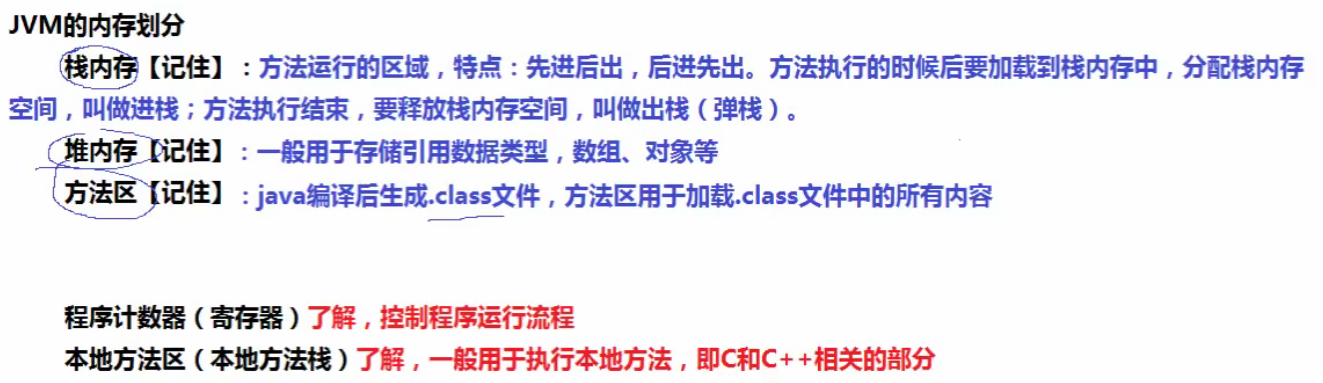 JVM的内存划分
栈内存【记住】：方法运行的区域，特点：先进后出，后进先出。方法执行的时候后要加载到栈内存中，分配栈内存
空间，叫做进栈；方法执行结束，要释放栈内存空间，叫做出栈（弹栈）。
堆内存【记住】：一般用于存储引用数据类型，数组、对象等
方法区【记住】：java编译后生成.class文件，方法区用于加载.class文件中的所有内容
程序计数器（寄存器）了解，控制程序运行流程
本地方法区（本地方法栈）了解，一般用于执行本地方法，即C和C++相关的部分